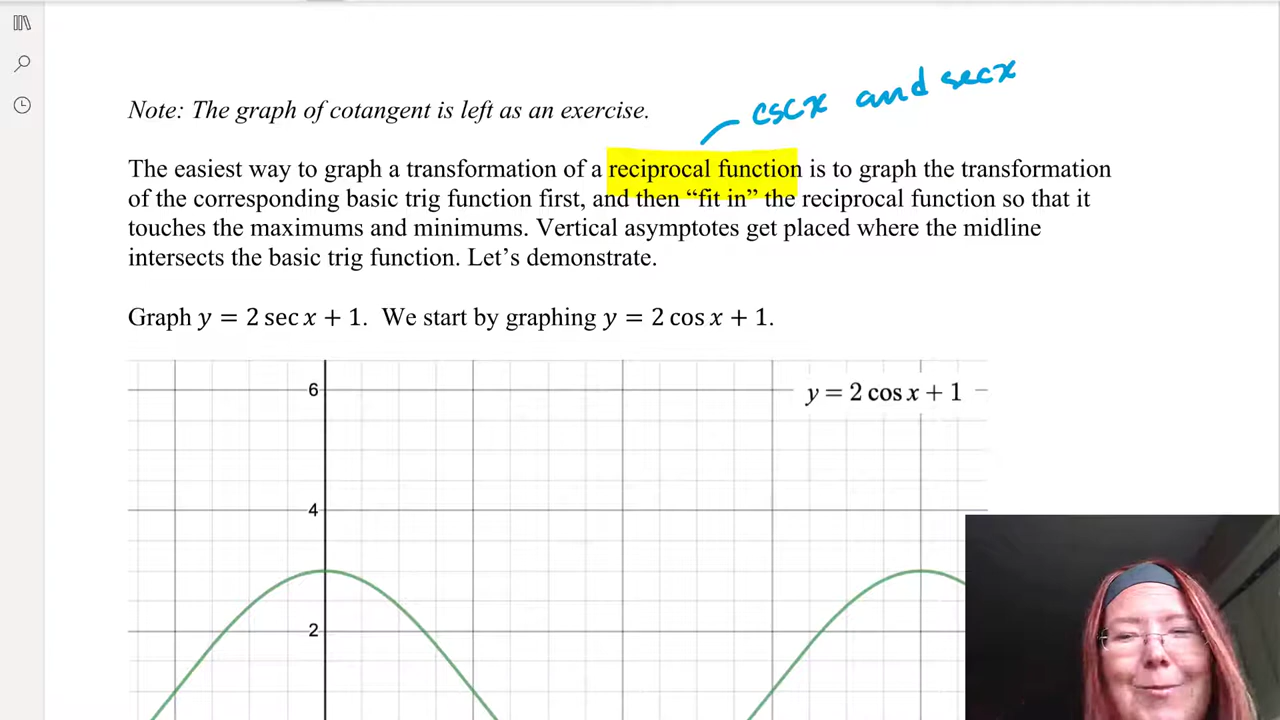 cscx and secx
Note: The graph of cotangent is left as an exercise.
The easiest way to graph a transformation of a reciprocal function is to graph the transformation
of the corresponding basic trig function first, and then “fit in” the reciprocal function so that it
touches the maximums and minimums. Vertical asymptotes get placed where the midline
intersects the basic trig function. Let’s demonstrate.
Graph y = 2 sec x + 1. We start by graphing y = 2 cos x + 1.
6
y = 2 cos x + 1
4
2